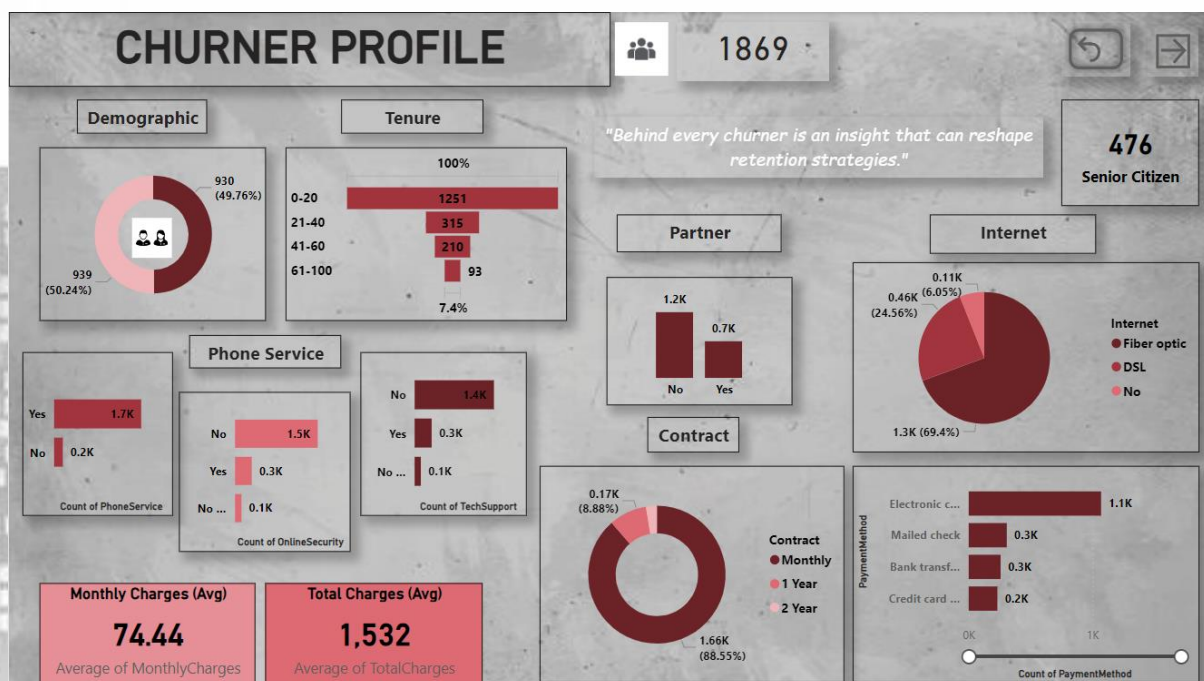 CHURNER PROFILE
1869
Demographic
930
(49.76%)
939
(50.24%)
Tenure
100%
0-20
1251
21-40
315
41-60
210
61-100
93
7.4%
"Behind every churner is an insight that can reshape
retention strategies."
476
Senior Citizen
Partner
1.2K
0.7K
No
Yes
Internet
0.11K
(6.05%)
0.46K
(24.56%)
1.3K (69.4%)
Internet
Fiber optic
DSL
No
Phone Service
Yes
1.7K
No
0.2K
Count of PhoneService
No
1.5K
Yes
0.3K
No ...
0.1K
Count of OnlineSecurity
No
1.4K
Yes
0.3K
No ...
0.1K
Count of TechSupport
Contract
0.17K
(8.88%)
1.66K
(88.55%)
Contract
Monthly
1 Year
2 Year
PaymentMethod
Electronic c...
1.1K
Mailed check
0.3K
Bank transf...
0.3K
Credit card ...
0.2K
0K
1K
Count of PaymentMethod
Monthly Charges (Avg)
74.44
Average of MonthlyCharges
Total Charges (Avg)
1,532
Average of TotalCharges